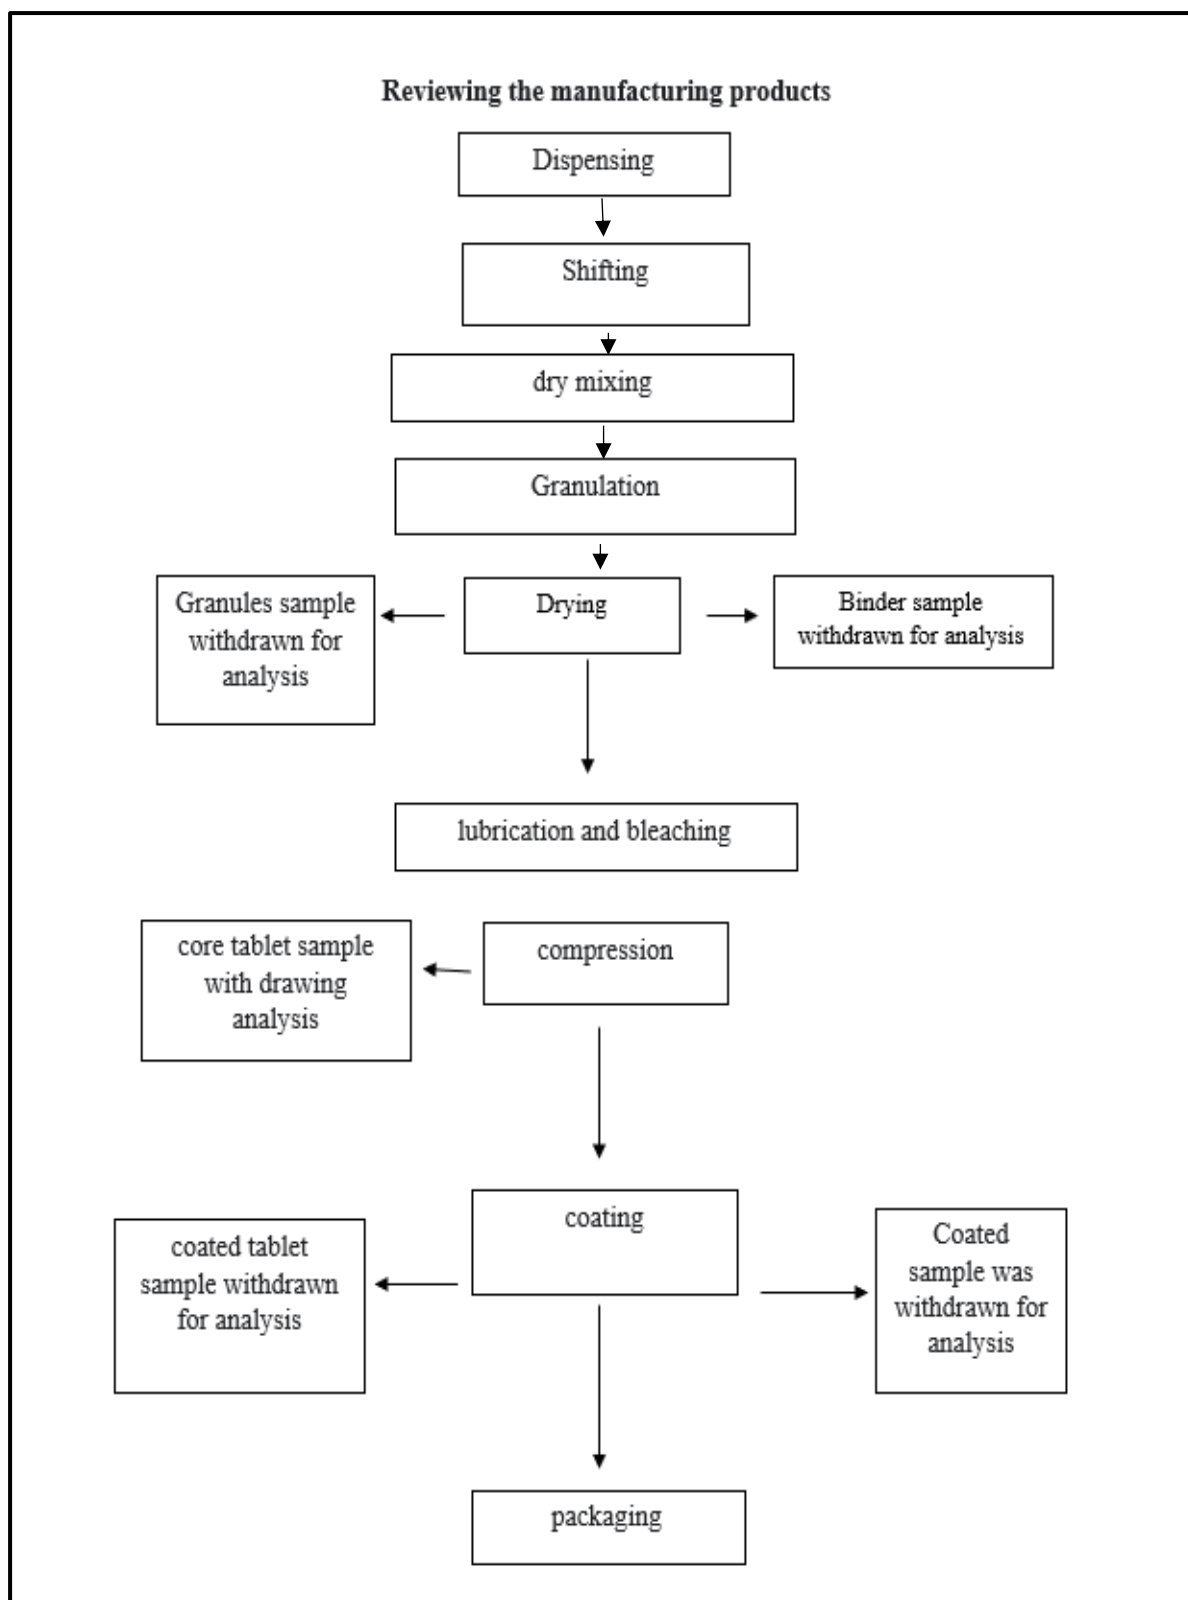 Reviewing the manufacturing products
Dispensing
Shifting
dry mixing
Granulation
Granules sample
withdrawn for
analysis
Drying
Binder sample
withdrawn for analysis
lubrication and bleaching
core tablet sample
with drawing
analysis
compression
coated tablet
sample withdrawn
for analysis
coating
Coated
sample was
withdrawn for
analysis
packaging